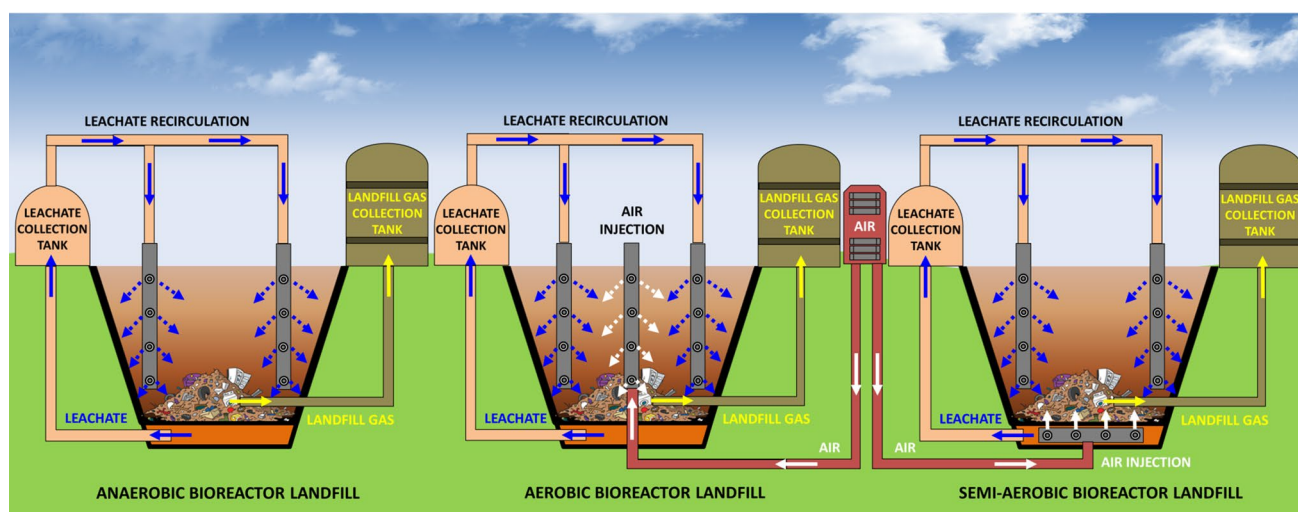 LEACHATE RECIRCULATION
LEACHATE
COLLECTION
TANK
LANDFILL GAS
COLLECTION
TANK
LEACHATE
LANDFILL GAS
ANAEROBIC BIOREACTOR LANDFILL
LEACHATE RECIRCULATION
LEACHATE
COLLECTION
TANK
AIR
INJECTION
LANDFILL GAS
COLLECTION
TANK
LEACHATE
LANDFILL GAS
AIR
AIR
AIR
AEROBIC BIOREACTOR LANDFILL
LEACHATE RECIRCULATION
LEACHATE
COLLECTION
TANK
LANDFILL GAS
COLLECTION
TANK
LEACHATE
LANDFILL GAS
AIR INJECTION
SEMI-AEROBIC BIOREACTOR LANDFILL